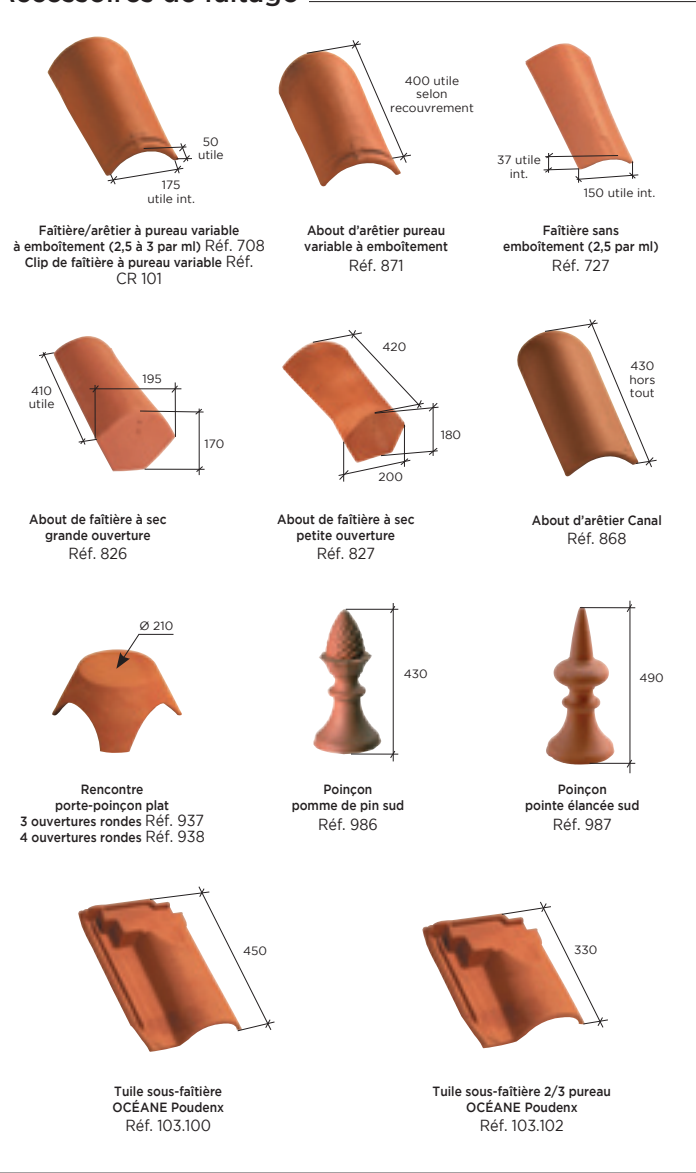 50
utile
175
utile int.
400 utile
selon
recouvrement
37 utile
int.
150 utile int.
Faîtière/arêtier à pureau variable
à emboîtement (2,5 à 3 par ml) Réf. 708
Clip de faîtière à pureau variable Réf.
CR 101
About d'arêtier pureau
variable à emboîtement
Réf. 871
Faîtière sans
emboîtement (2,5 par ml)
Réf. 727
410
utile
195
170
420
180
200
430
hors
tout
About de faîtière à sec
grande ouverture
Réf. 826
About de faîtière à sec
petite ouverture
Réf. 827
About d'arêtier Canal
Réf. 868
Ø 210
430
490
Rencontre
porte-poinçon plat
3 ouvertures rondes Réf. 937
4 ouvertures rondes Réf. 938
Poinçon
pomme de pin sud
Réf. 986
Poinçon
pointe élancée sud
Réf. 987
450
330
Tuile sous-faîtière
OCÉANE Poudenx
Réf. 103.100
Tuile sous-faîtière 2/3 pureau
OCÉANE Poudenx
Réf. 103.102